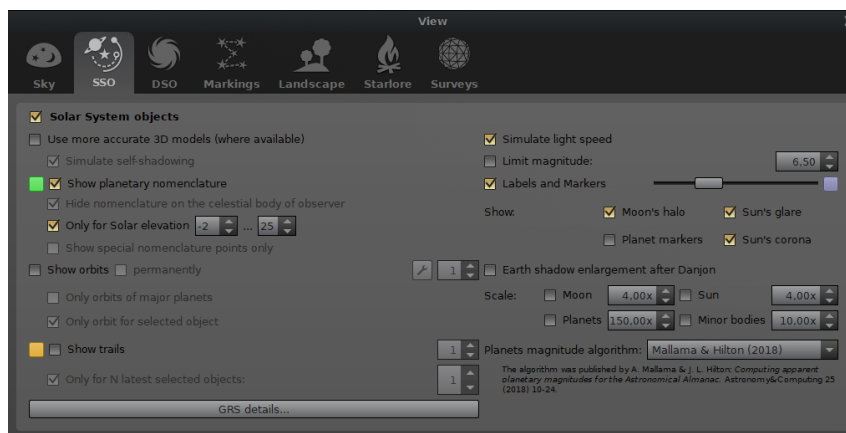 View
Sky
SSO
DSO
Markings
Landscape
Starlore
Surveys
Solar System objects
Use more accurate 3D models (where available)
Simulate self-shadowing
Show planetary nomenclature
Hide nomenclature on the celestial body of observer
Only for Solar elevation -2 ... 25
Show special nomenclature points only
Show orbits permanently 1
Only orbits of major planets
Only orbit for selected object
Show trails 1
Only for N latest selected objects: 1
GRS details...
Simulate light speed
Limit magnitude: 6,50
Labels and Markers
Show: Moon's halo Sun's glare
Planet markers Sun's corona
Earth shadow enlargement after Danjon
Scale: Moon 4,00x Sun 4,00x
Planets 150,00x Minor bodies 10,00x
Planets magnitude algorithm: Mallama & Hilton (2018)
The algorithm was published by A. Mallama & J. L. Hilton: Computing apparent
planetary magnitudes for the Astronomical Almanac. Astronomy&Computing 25
(2018) 10-24.